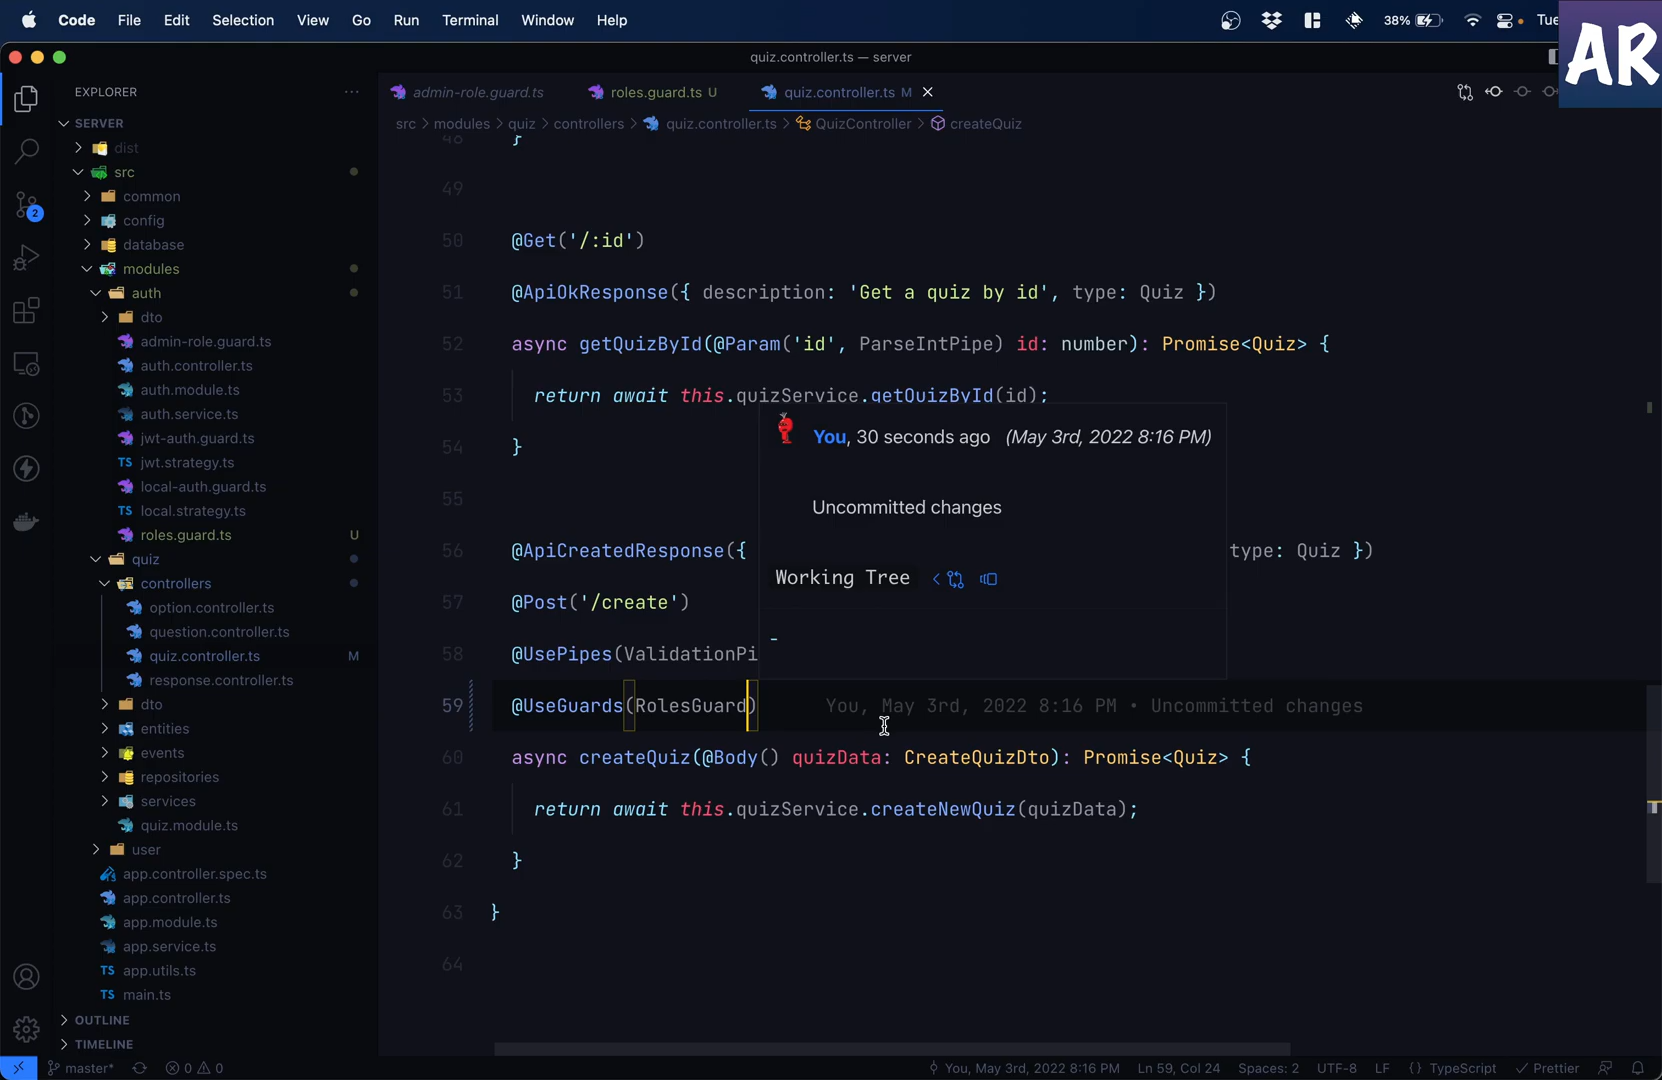 Code File Edit Selection View Go Run Terminal Window Help 38% Tue
AR
quiz.controller.ts — server
EXPLORER
admin-role.guard.ts roles.guard.ts U quiz.controller.ts M
src > modules > quiz > controllers > quiz.controller.ts > QuizController > createQuiz
SERVER
dist
src
common
config
database
modules
auth
dto
admin-role.guard.ts
auth.controller.ts
auth.module.ts
auth.service.ts
jwt-auth.guard.ts
TS jwt.strategy.ts
local-auth.guard.ts
TS local.strategy.ts
roles.guard.ts U
quiz
controllers
option.controller.ts
question.controller.ts
quiz.controller.ts M
response.controller.ts
dto
entities
events
repositories
services
quiz.module.ts
user
app.controller.spec.ts
app.controller.ts
app.module.ts
app.service.ts
TS app.utils.ts
TS main.ts
OUTLINE
TIMELINE
2
48 }
49
50 @Get('/:id')
51 @ApiOkResponse({ description: 'Get a quiz by id', type: Quiz })
52 async getQuizById(@Param('id', ParseIntPipe) id: number): Promise<Quiz> {
53 return await this.quizService.getQuizById(id);
54 }
55
56 @ApiCreatedResponse({ type: Quiz })
57 @Post('/create')
58 @UsePipes(ValidationPi
59 @UseGuards(RolesGuard) You, May 3rd, 2022 8:16 PM • Uncommitted changes
60 async createQuiz(@Body() quizData: CreateQuizDto): Promise<Quiz> {
61 return await this.quizService.createNewQuiz(quizData);
62 }
63 }
64
You, 30 seconds ago (May 3rd, 2022 8:16 PM)
Uncommitted changes
Working Tree
-
master* 0 0 You, May 3rd, 2022 8:16 PM Ln 59, Col 24 Spaces: 2 UTF-8 LF {} TypeScript Prettier